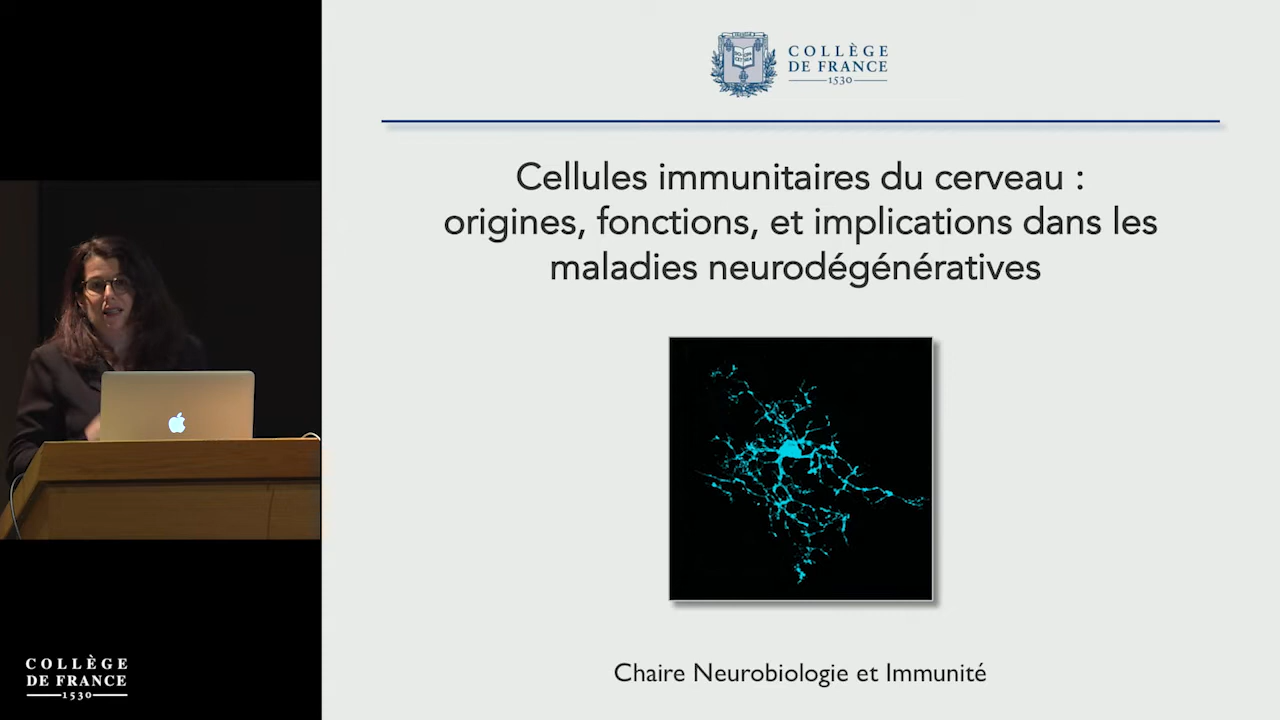 COLLÈGE
DE FRANCE
1530
Cellules immunitaires du cerveau :
origines, fonctions, et implications dans les
maladies neurodégénératives
Chaire Neurobiologie et Immunité
COLLÈGE
DE FRANCE
1530